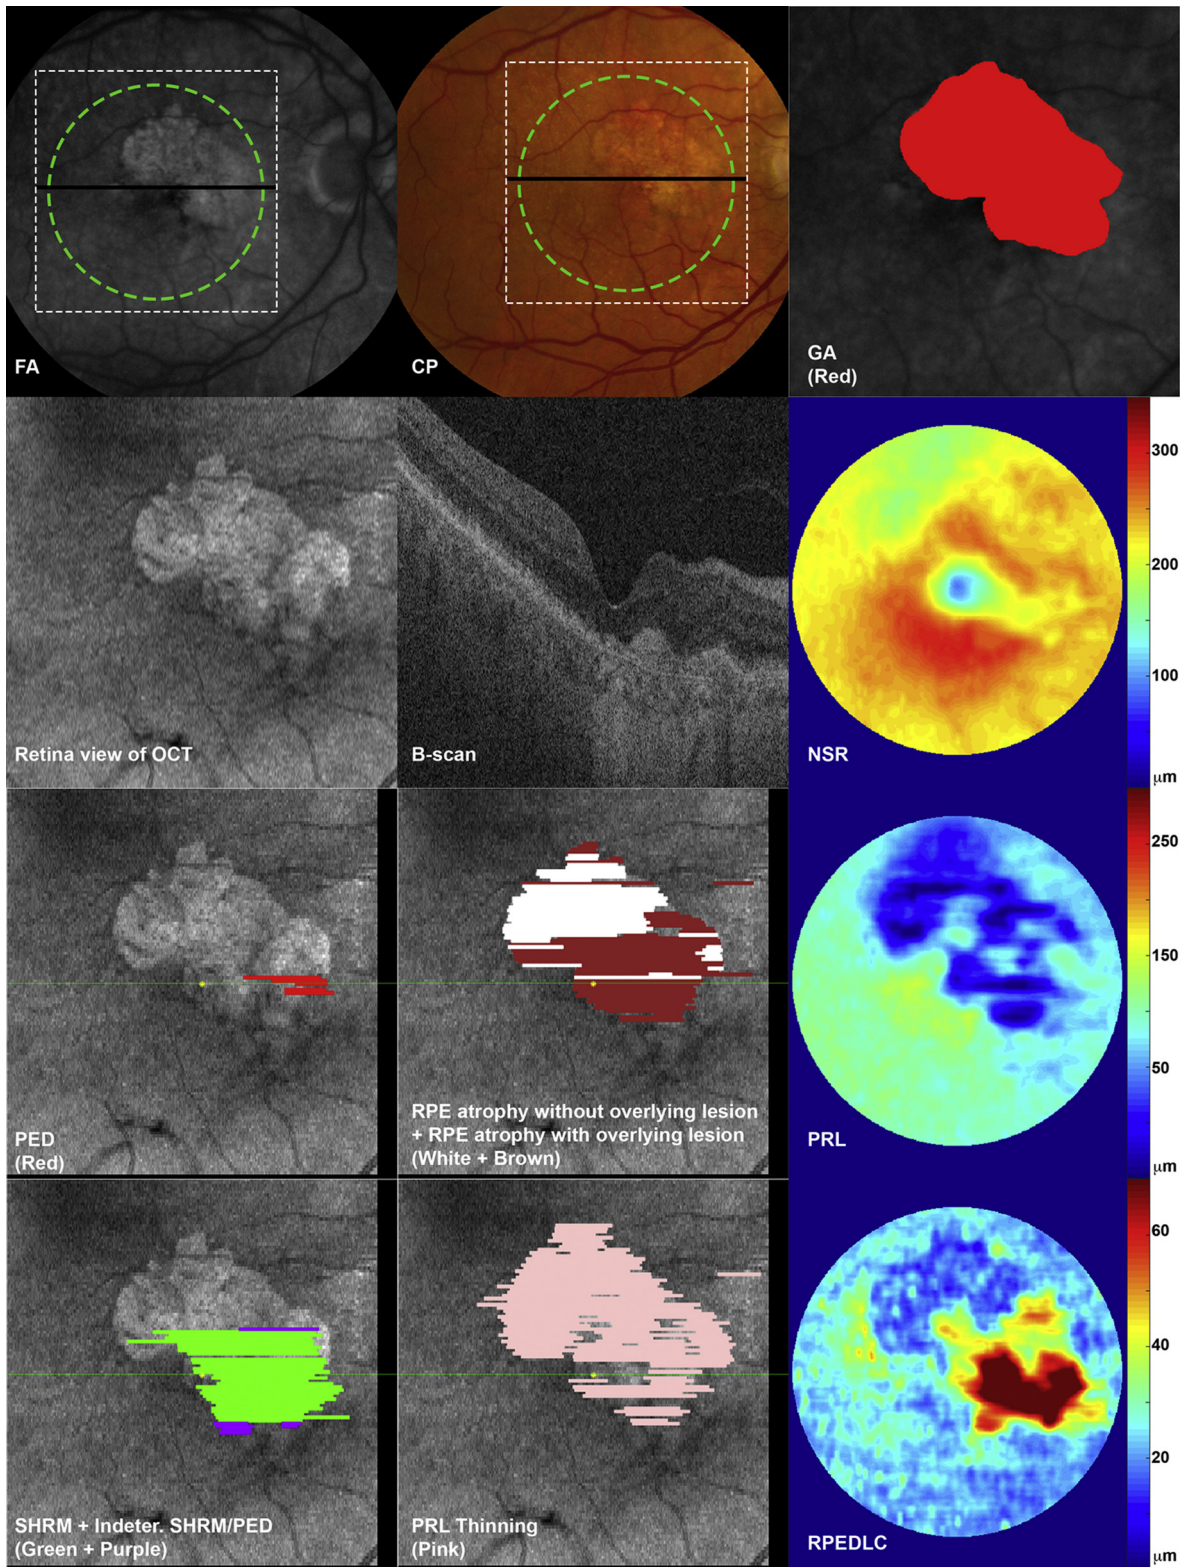 FA
CP
GA
(Red)
Retina view of OCT
B-scan
NSR
300
200
100
µm
PED
(Red)
RPE atrophy without overlying lesion
+ RPE atrophy with overlying lesion
(White + Brown)
PRL
250
150
50
µm
SHRM + Indeter. SHRM/PED
(Green + Purple)
PRL Thinning
(Pink)
RPEDLC
60
40
20
µm